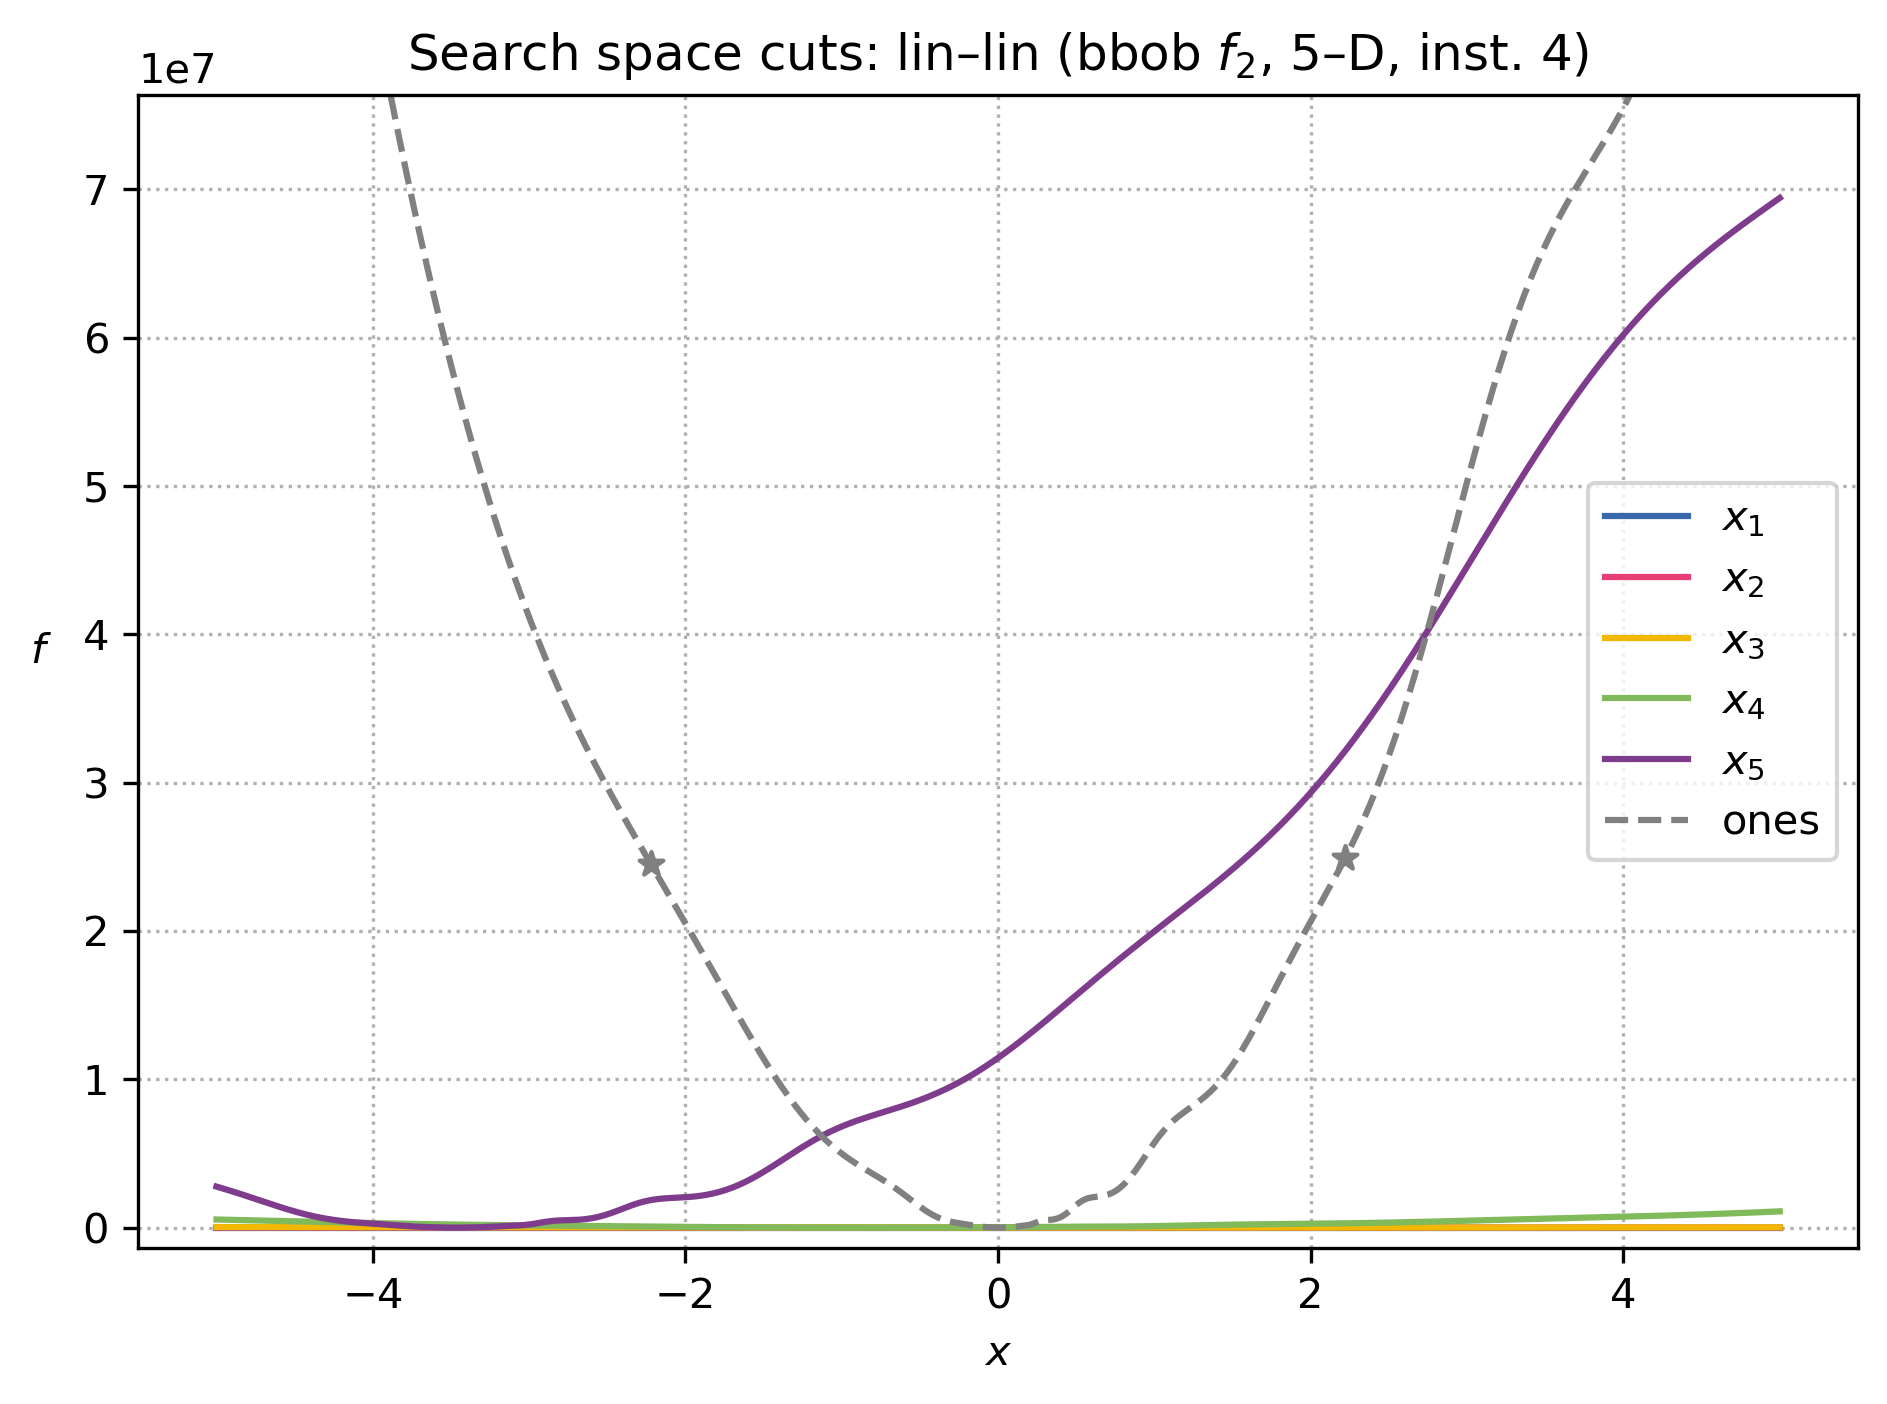 Search space cuts: lin–lin (bbob f₂, 5–D, inst. 4)
1e7
7
6
5
4
3
2
1
0
f
−4
−2
0
2
4
x
x₁
x₂
x₃
x₄
x₅
ones